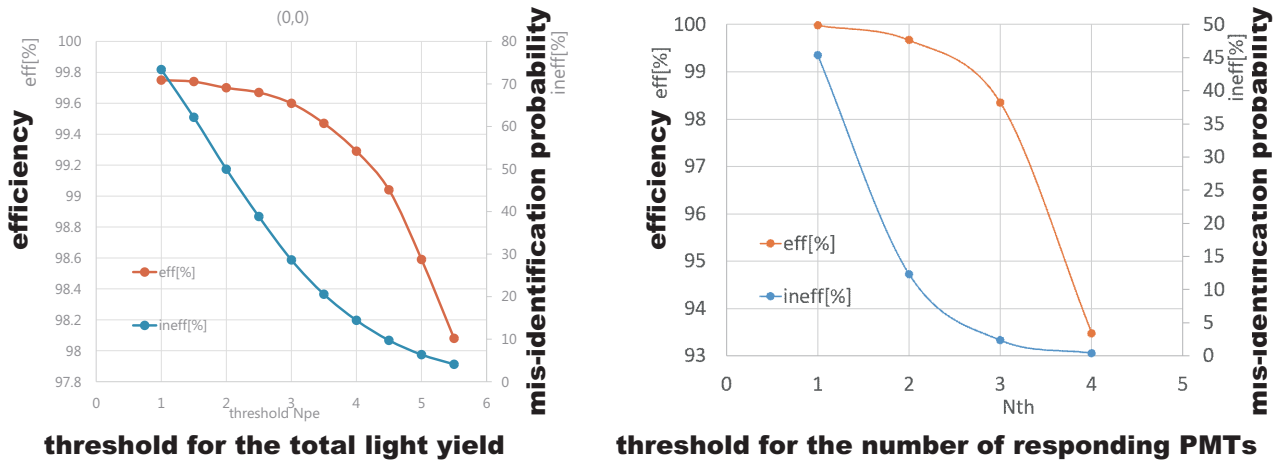 (0,0)
efficiency
eff[%]
100
99.8
99.6
99.4
99.2
99
98.8
98.6
98.4
98.2
98
97.8
eff[%]
ineff[%]
80
70
60
50
40
30
20
10
0
ineff[%]
mis-identification probability
0 1 2 3 4 5 6
threshold Npe
threshold for the total light yield
efficiency
eff[%]
100
99
98
97
96
95
94
93
eff[%]
ineff[%]
50
45
40
35
30
25
20
15
10
5
0
ineff[%]
mis-identification probability
0 1 2 3 4 5
Nth
threshold for the number of responding PMTs